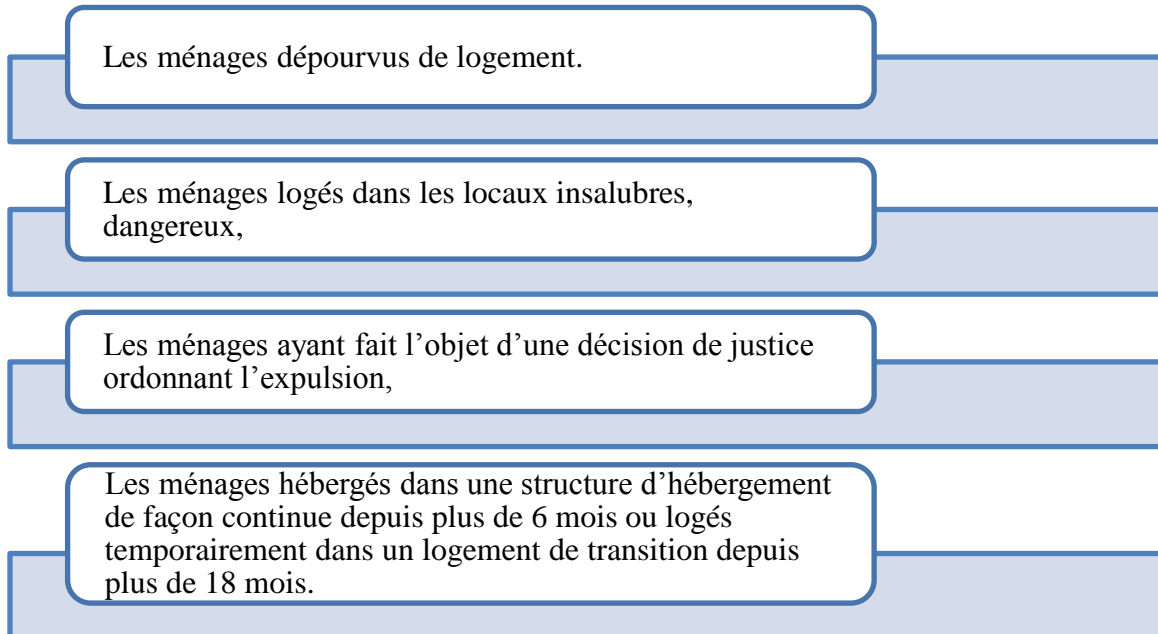 Les ménages dépourvus de logement.
Les ménages logés dans les locaux insalubres,
dangereux,
Les ménages ayant fait l’objet d’une décision de justice
ordonnant l’expulsion,
Les ménages hébergés dans une structure d’hébergement
de façon continue depuis plus de 6 mois ou logés
temporairement dans un logement de transition depuis
plus de 18 mois.